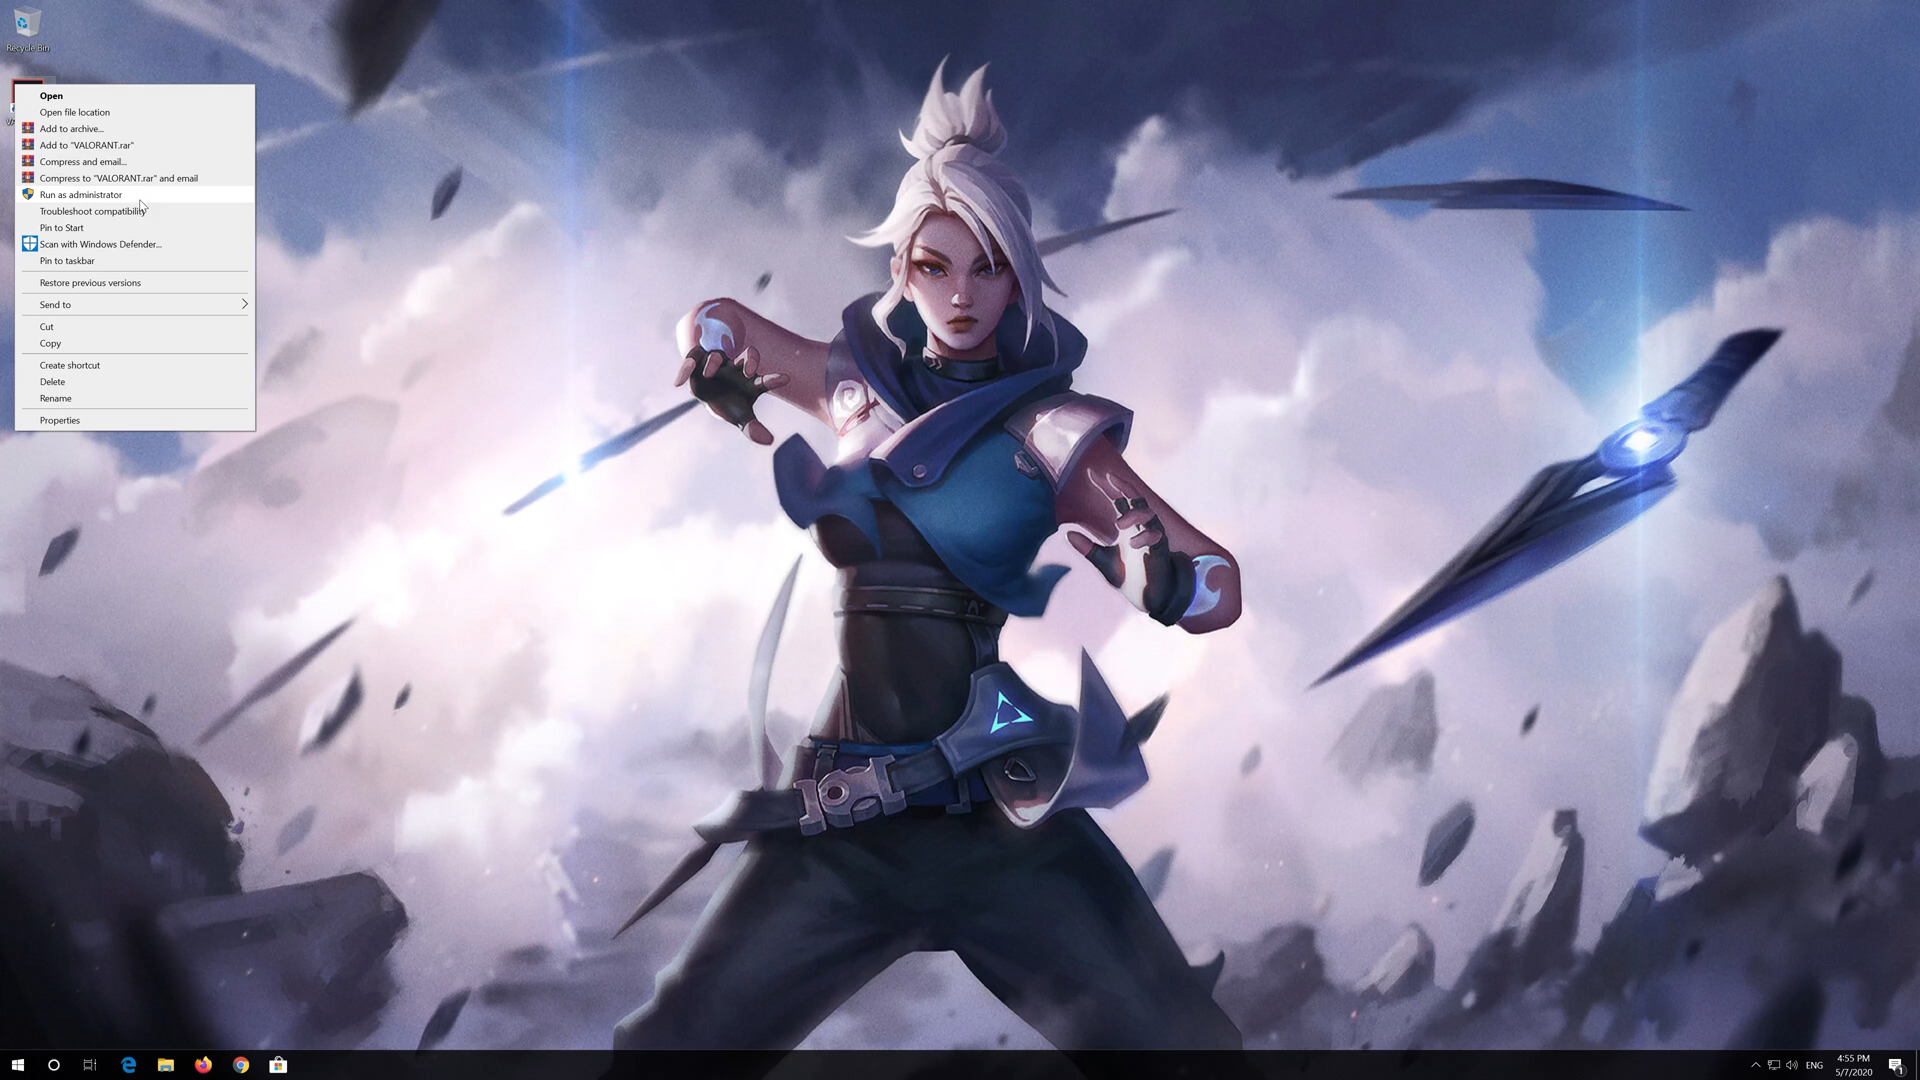 Recycle Bin
Open
Open file location
Add to archive...
Add to "VALORANT.rar"
Compress and email...
Compress to "VALORANT.rar" and email
Run as administrator
Troubleshoot compatibility
Pin to Start
Scan with Windows Defender...
Pin to taskbar
Restore previous versions
Send to
Cut
Copy
Create shortcut
Delete
Rename
Properties
ENG
4:55 PM
5/7/2020
1